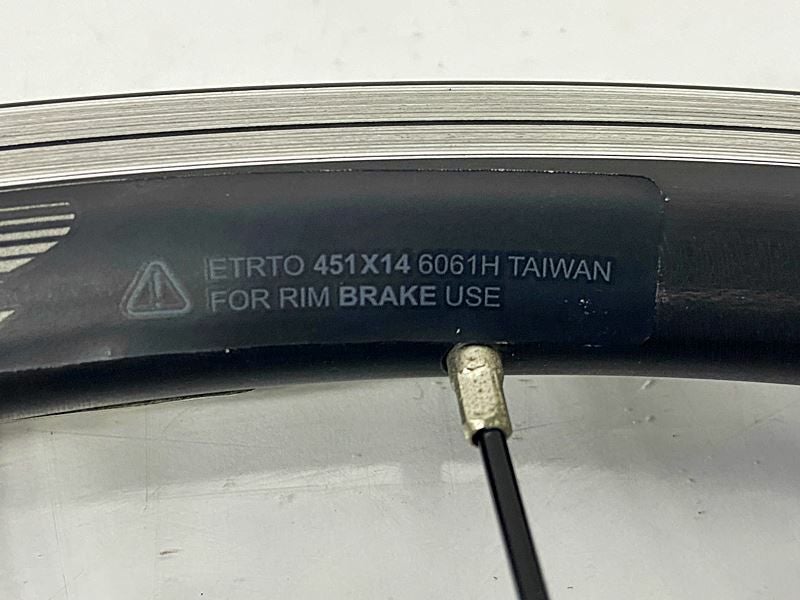 ETRTO 451X14 6061H TAIWAN
FOR RIM BRAKE USE